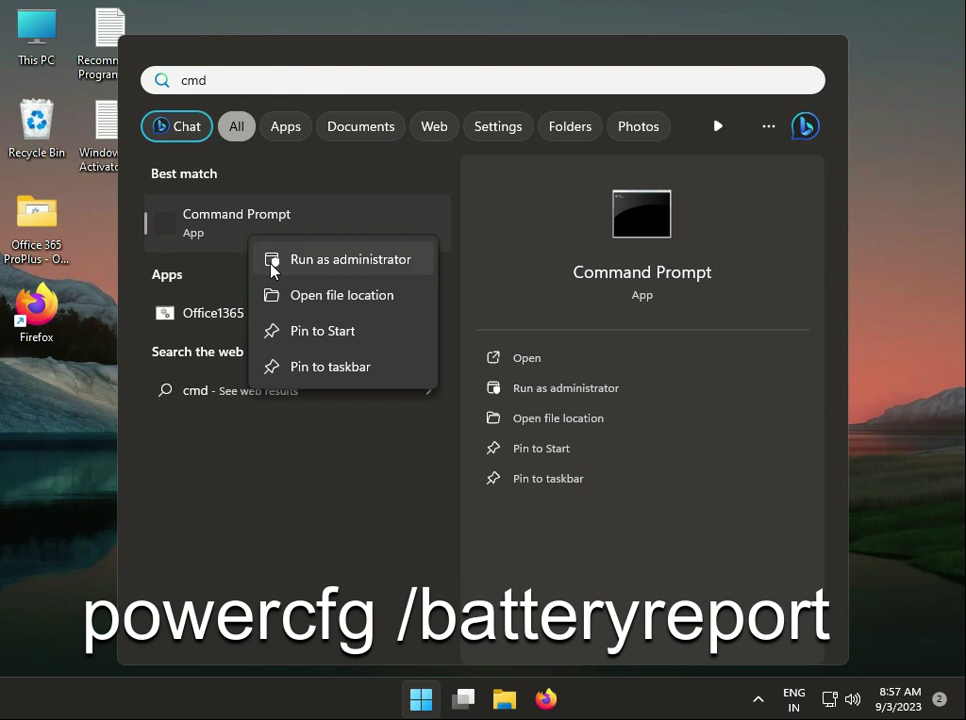 This PC
Recomm
Program
Recycle Bin
Window
Activato
Office 365
ProPlus - O...
Firefox
cmd
Chat
All
Apps
Documents
Web
Settings
Folders
Photos
Best match
Command Prompt
App
Run as administrator
Open file location
Pin to Start
Pin to taskbar
Apps
Office1365
Search the web
cmd - See web results
Command Prompt
App
Open
Run as administrator
Open file location
Pin to Start
Pin to taskbar
powercfg /batteryreport
ENG
IN
8:57 AM
9/3/2023
2